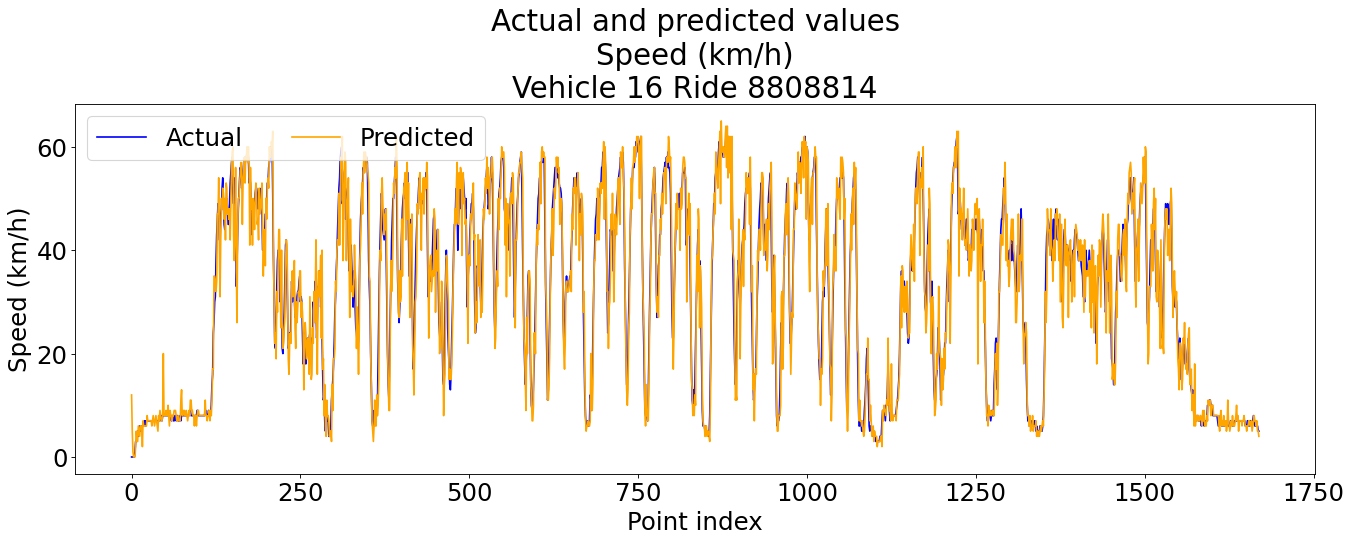 Actual and predicted values
Speed (km/h)
Vehicle 16 Ride 8808814
Actual Predicted
Speed (km/h)
60
40
20
0
0 250 500 750 1000 1250 1500 1750
Point index